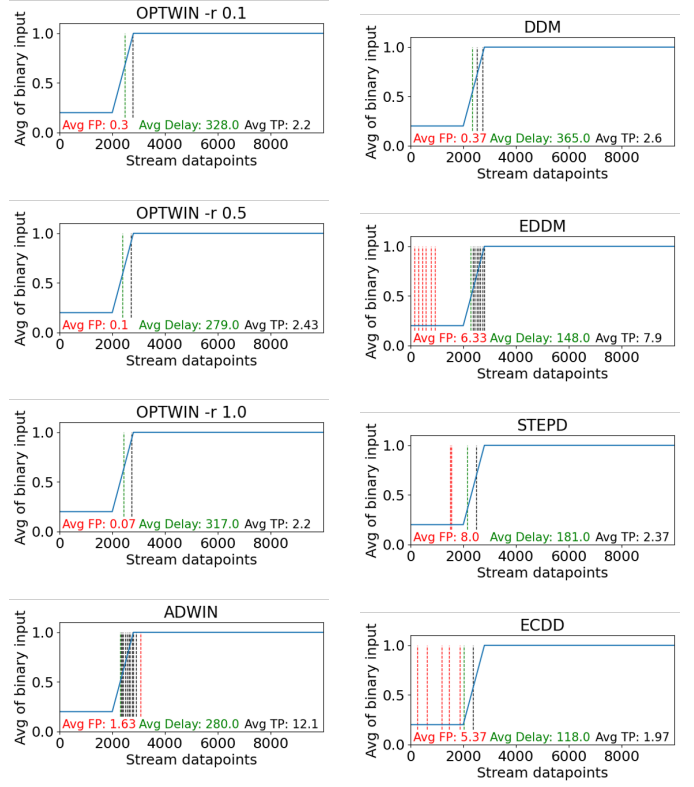 OPTWIN -r 0.1
Avg of binary input
1.0
0.5
0.0
Avg FP: 0.3 Avg Delay: 328.0 Avg TP: 2.2
0 2000 4000 6000 8000
Stream datapoints
DDM
Avg of binary input
1.0
0.5
0.0
Avg FP: 0.37 Avg Delay: 365.0 Avg TP: 2.6
0 2000 4000 6000 8000
Stream datapoints
OPTWIN -r 0.5
Avg of binary input
1.0
0.5
0.0
Avg FP: 0.1 Avg Delay: 279.0 Avg TP: 2.43
0 2000 4000 6000 8000
Stream datapoints
EDDM
Avg of binary input
1.0
0.5
0.0
Avg FP: 6.33 Avg Delay: 148.0 Avg TP: 7.9
0 2000 4000 6000 8000
Stream datapoints
OPTWIN -r 1.0
Avg of binary input
1.0
0.5
0.0
Avg FP: 0.07 Avg Delay: 317.0 Avg TP: 2.2
0 2000 4000 6000 8000
Stream datapoints
STEPD
Avg of binary input
1.0
0.5
0.0
Avg FP: 8.0 Avg Delay: 181.0 Avg TP: 2.37
0 2000 4000 6000 8000
Stream datapoints
ADWIN
Avg of binary input
1.0
0.5
0.0
Avg FP: 1.63 Avg Delay: 280.0 Avg TP: 12.1
0 2000 4000 6000 8000
Stream datapoints
ECDD
Avg of binary input
1.0
0.5
0.0
Avg FP: 5.37 Avg Delay: 118.0 Avg TP: 1.97
0 2000 4000 6000 8000
Stream datapoints